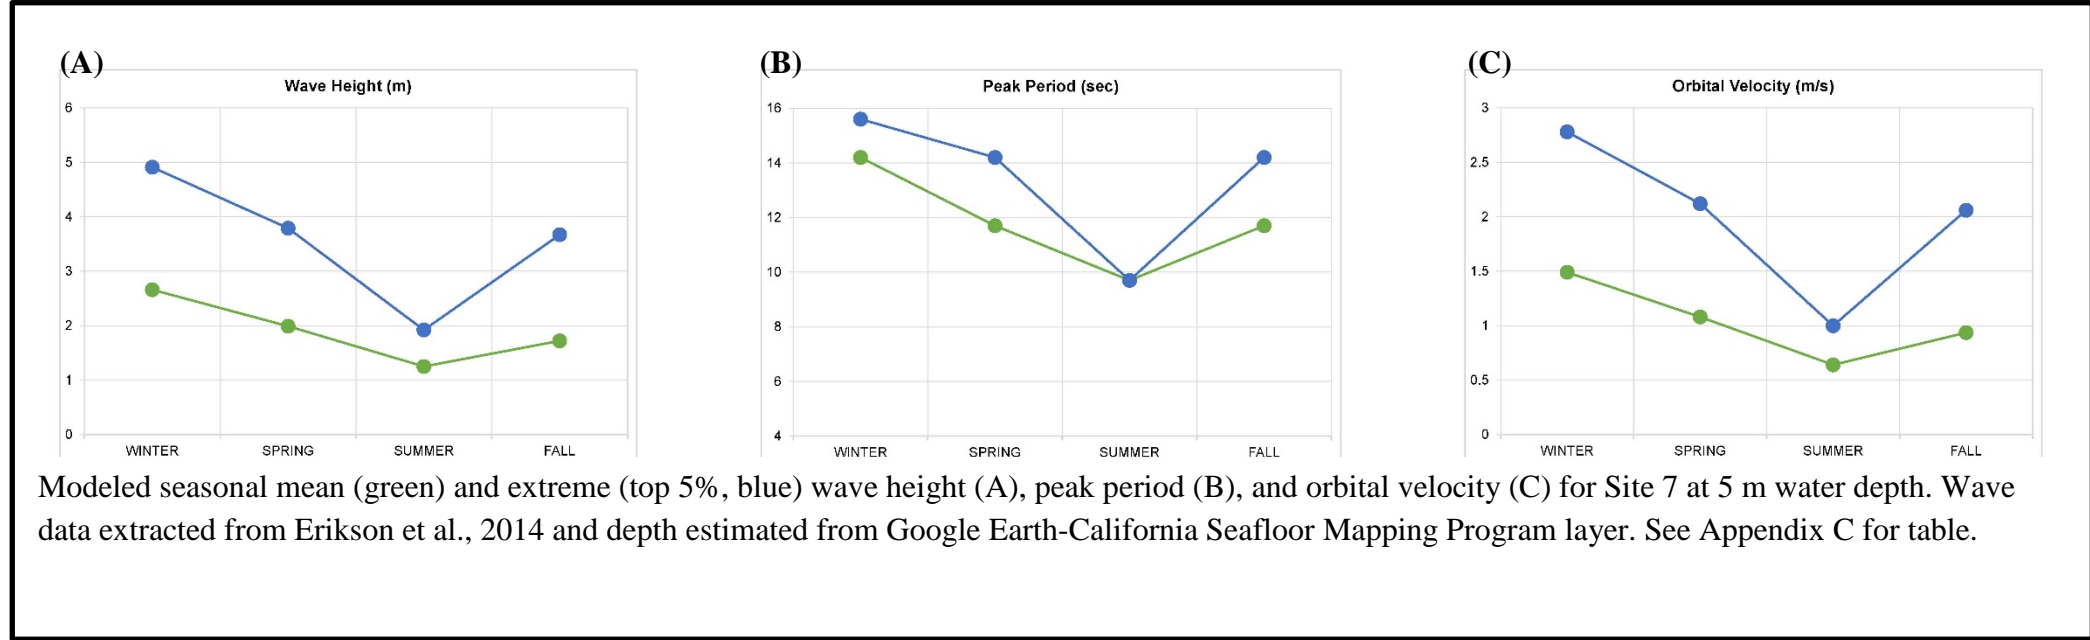 (A)
Wave Height (m)
6
5
4
3
2
1
0
WINTER SPRING SUMMER FALL
(B)
Peak Period (sec)
16
14
12
10
8
6
4
WINTER SPRING SUMMER FALL
(C)
Orbital Velocity (m/s)
3
2.5
2
1.5
1
0.5
0
WINTER SPRING SUMMER FALL
Modeled seasonal mean (green) and extreme (top 5%, blue) wave height (A), peak period (B), and orbital velocity (C) for Site 7 at 5 m water depth. Wave
data extracted from Erikson et al., 2014 and depth estimated from Google Earth-California Seafloor Mapping Program layer. See Appendix C for table.